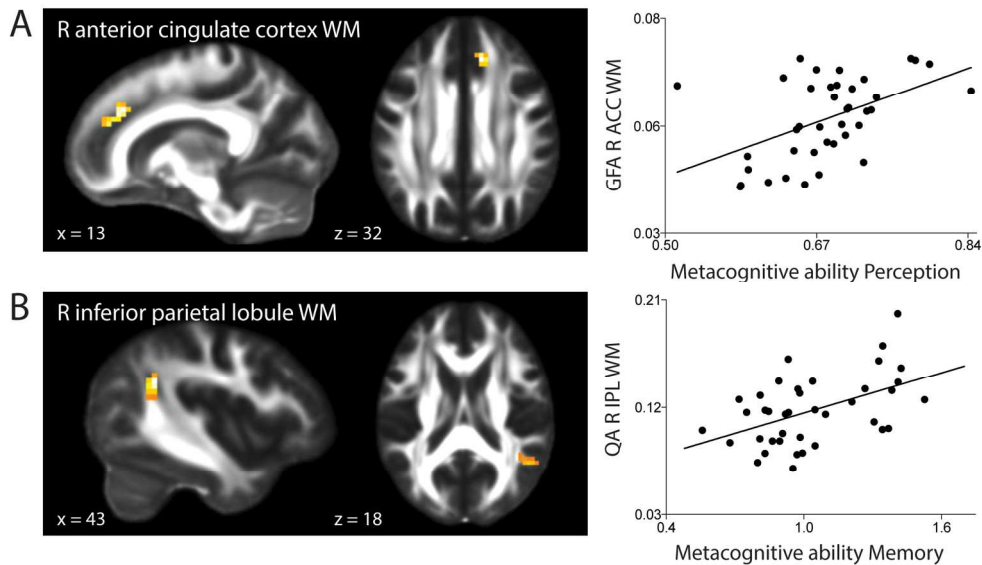 A
R anterior cingulate cortex WM
x = 13
z = 32
0.08
0.06
0.03
GFA R ACC WM
0.50
0.67
0.84
Metacognitive ability Perception
B
R inferior parietal lobule WM
x = 43
z = 18
0.21
0.12
0.03
QA R IPL WM
0.4
1.0
1.6
Metacognitive ability Memory